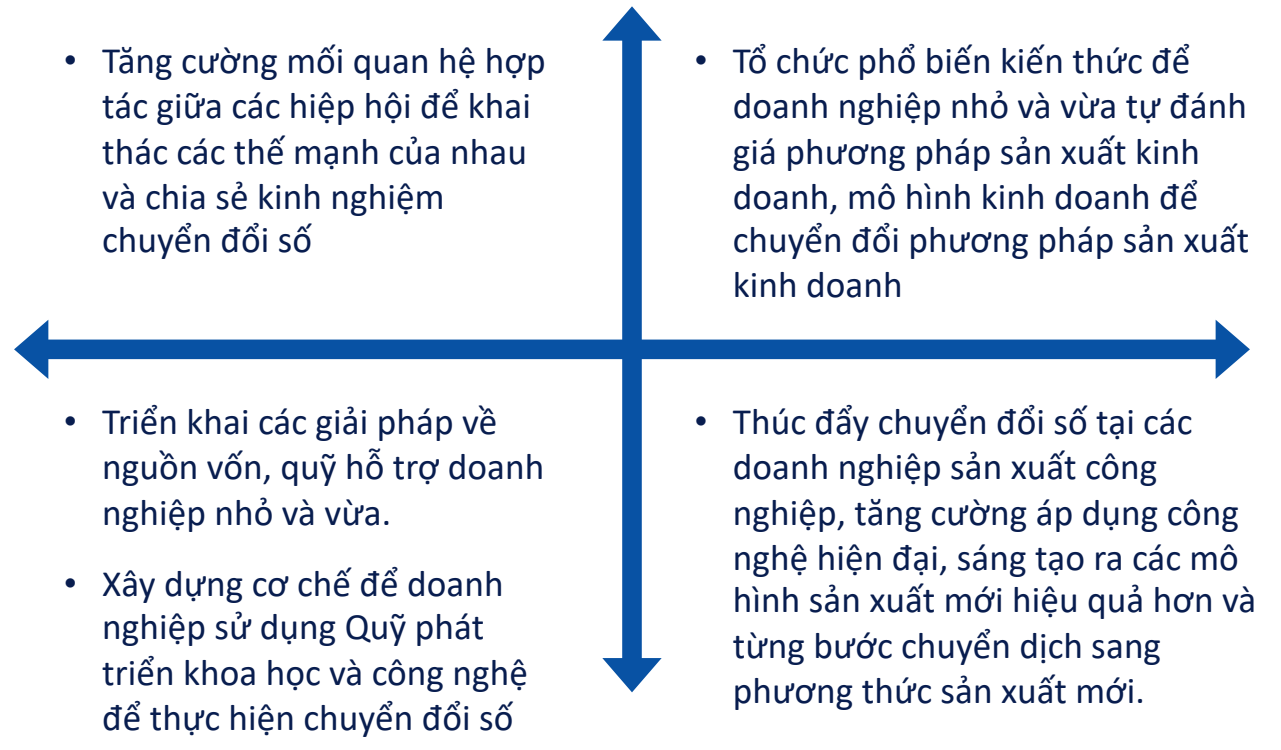 • Tăng cường mối quan hệ hợp
tác giữa các hiệp hội để khai
thác các thế mạnh của nhau
và chia sẻ kinh nghiệm
chuyển đổi số
• Tổ chức phổ biến kiến thức để
doanh nghiệp nhỏ và vừa tự đánh
giá phương pháp sản xuất kinh
doanh, mô hình kinh doanh để
chuyển đổi phương pháp sản xuất
kinh doanh
• Triển khai các giải pháp về
nguồn vốn, quỹ hỗ trợ doanh
nghiệp nhỏ và vừa.
• Xây dựng cơ chế để doanh
nghiệp sử dụng Quỹ phát
triển khoa học và công nghệ
để thực hiện chuyển đổi số
• Thúc đẩy chuyển đổi số tại các
doanh nghiệp sản xuất công
nghiệp, tăng cường áp dụng công
nghệ hiện đại, sáng tạo ra các mô
hình sản xuất mới hiệu quả hơn và
từng bước chuyển dịch sang
phương thức sản xuất mới.